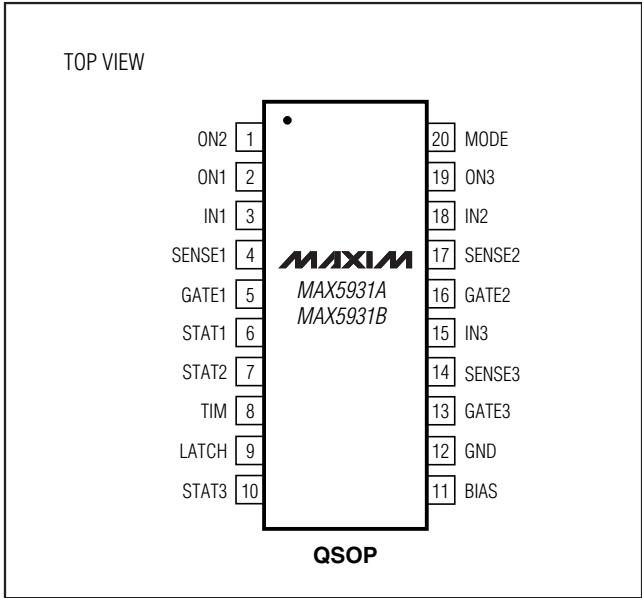 TOP VIEW
ON2 1
ON1 2
IN1 3
SENSE1 4
GATE1 5
STAT1 6
STAT2 7
TIM 8
LATCH 9
STAT3 10
MAXIM
MAX5931A
MAX5931B
20 MODE
19 ON3
18 IN2
17 SENSE2
16 GATE2
15 IN3
14 SENSE3
13 GATE3
12 GND
11 BIAS
QSOP